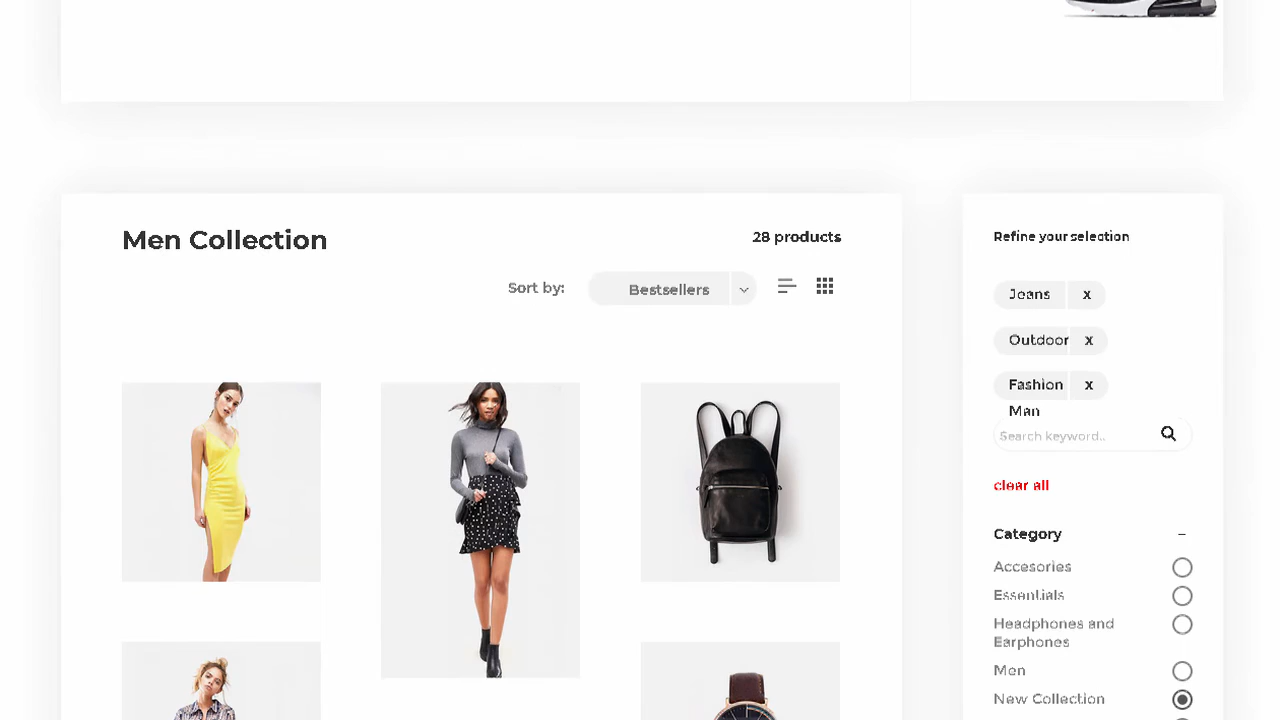 Men Collection
28 products
Sort by:
Bestsellers
Refine your selection
Jeans x
Outdoor x
Fashion x
Man
Search keyword..
clear all
Category –
Accesories
Essentials
Headphones and
Earphones
Men
New Collection